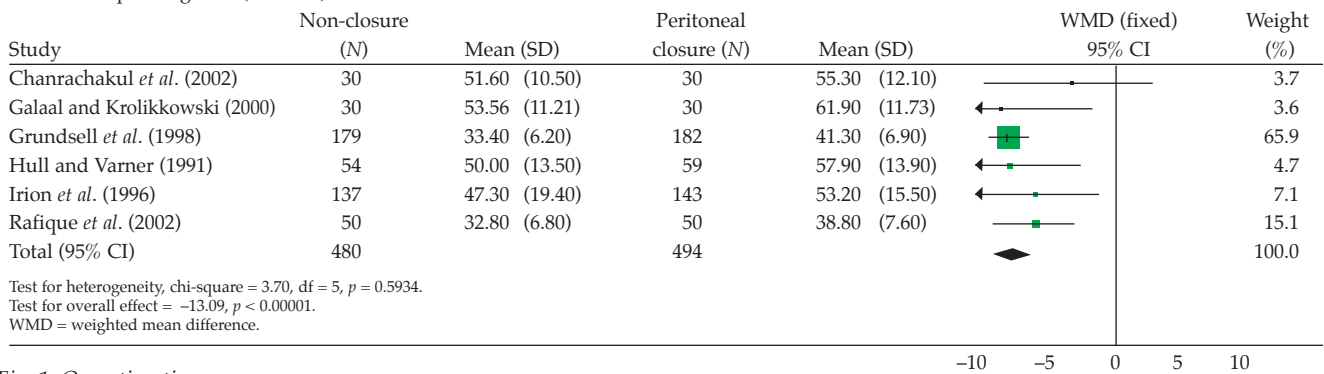 Non-closure Peritoneal WMD (fixed) Weight
Study (N) Mean (SD) closure (N) Mean (SD) 95% CI (%)
Chanrachakul et al. (2002) 30 51.60 (10.50) 30 55.30 (12.10) 3.7
Galaal and Krolikkowski (2000) 30 53.56 (11.21) 30 61.90 (11.73) 3.6
Grundsell et al. (1998) 179 33.40 (6.20) 182 41.30 (6.90) 65.9
Hull and Varner (1991) 54 50.00 (13.50) 59 57.90 (13.90) 4.7
Irion et al. (1996) 137 47.30 (19.40) 143 53.20 (15.50) 7.1
Rafique et al. (2002) 50 32.80 (6.80) 50 38.80 (7.60) 15.1
Total (95% CI) 480 494 100.0
Test for heterogeneity, chi-square = 3.70, df = 5, p = 0.5934.
Test for overall effect = –13.09, p < 0.00001.
WMD = weighted mean difference.
–10 –5 0 5 10